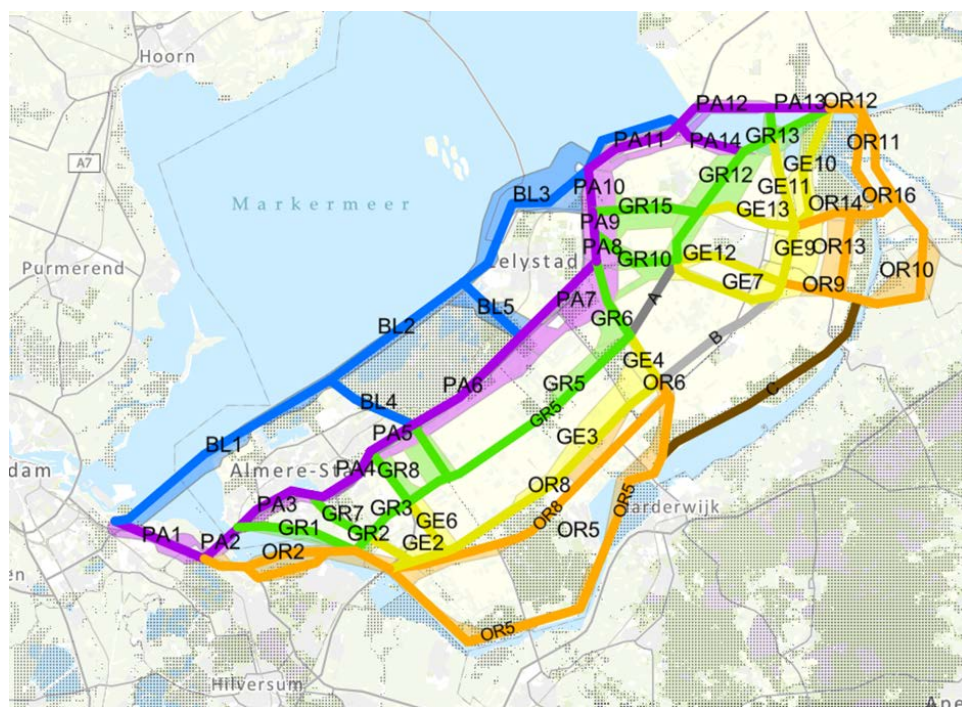 Hoorn
PA12
PA13
OR12
A7
PA11
PA14
GR13
OR11
GE10
GR12
BL3
PA10
GE11
OR16
Markermeer
GR15
GE13
OR14
PA9
Purmerend
PA8
GE9
OR13
elystad
GR10
GE12
OR10
PA7
GE7
OR9
A
BL5
GR6
BL2
B
GE4
PA6
GR5
OR6
C
BL4
GR5
PA5
GE3
BL1
Almere-St
PA4
GR8
dam
OR8
PA3
GR7
GR3
OR5
GE6
OR8
arderwijk
PA1
GR1
GR2
OR5
PA2
OR2
GE2
en
OR5
Hilversum
Ape